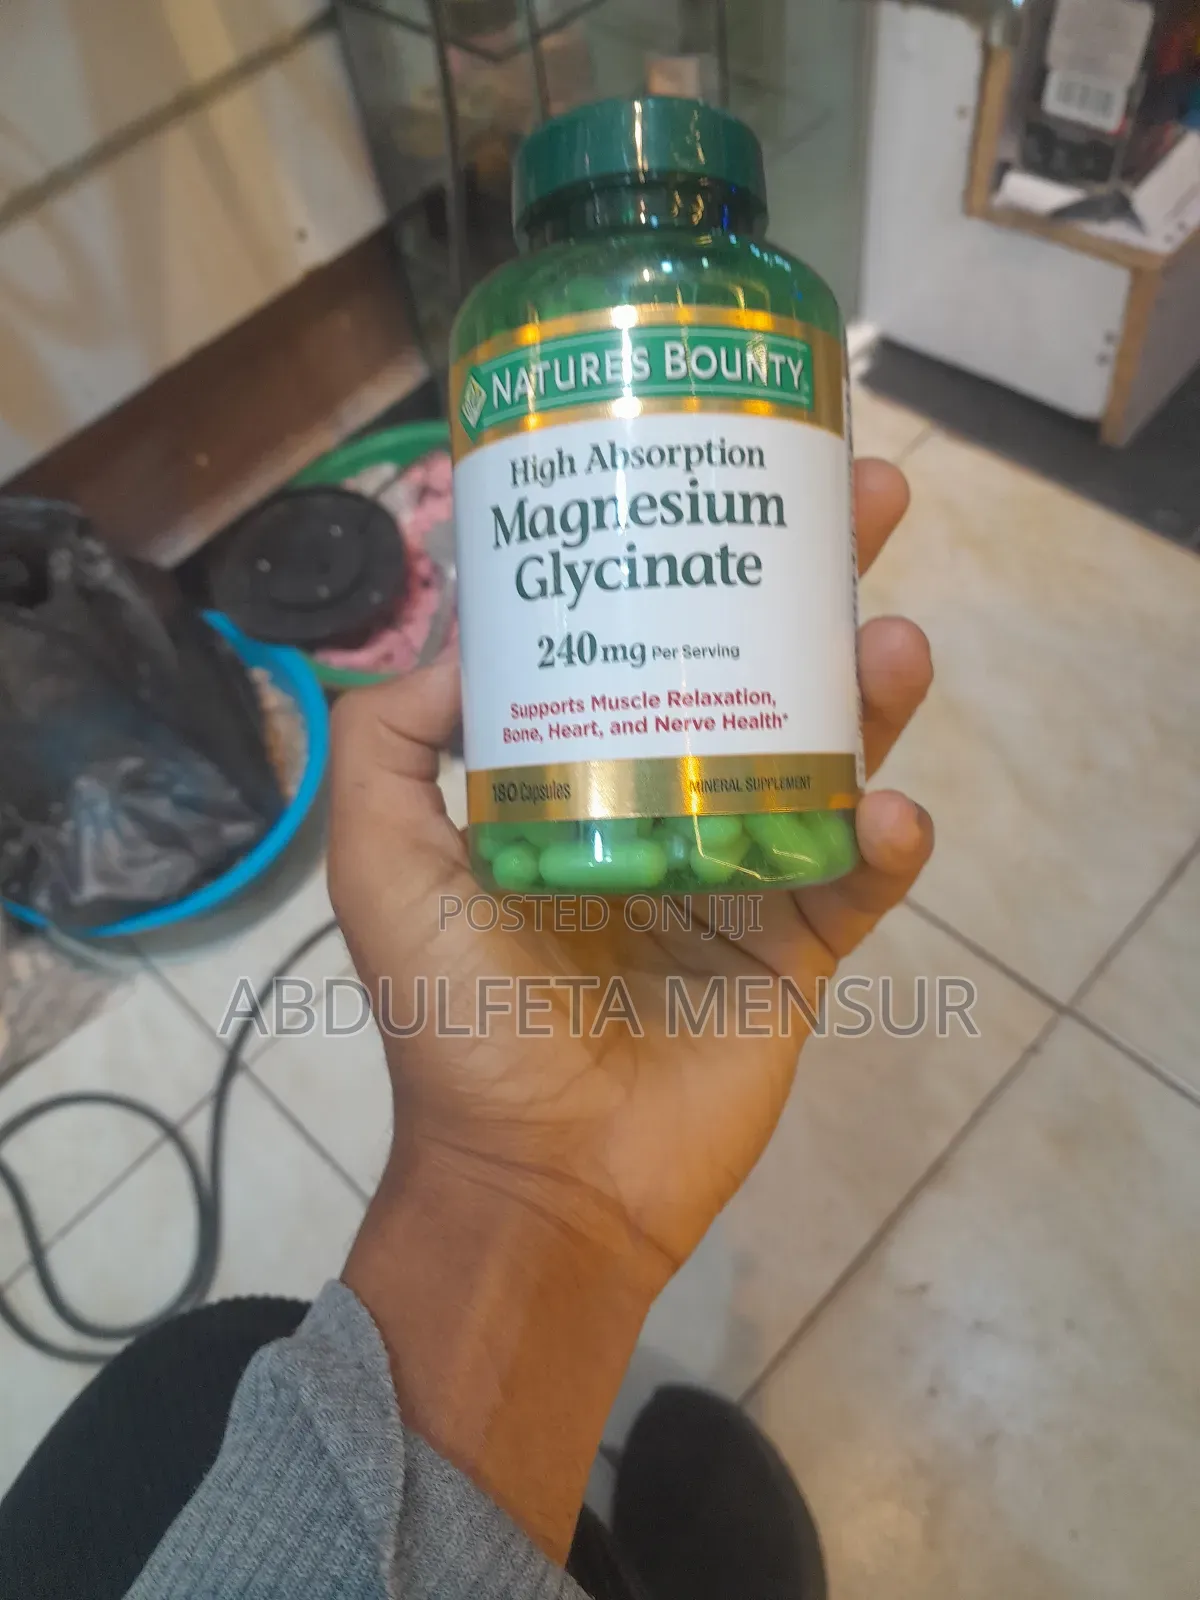 NATURE'S BOUNTY
High Absorption
Magnesium
Glycinate
240mg Per Serving
Supports Muscle Relaxation,
Bone, Heart, and Nerve Health*
180 Capsules MINERAL SUPPLEMENT
POSTED ON JIJI
ABDULFETA MENSUR